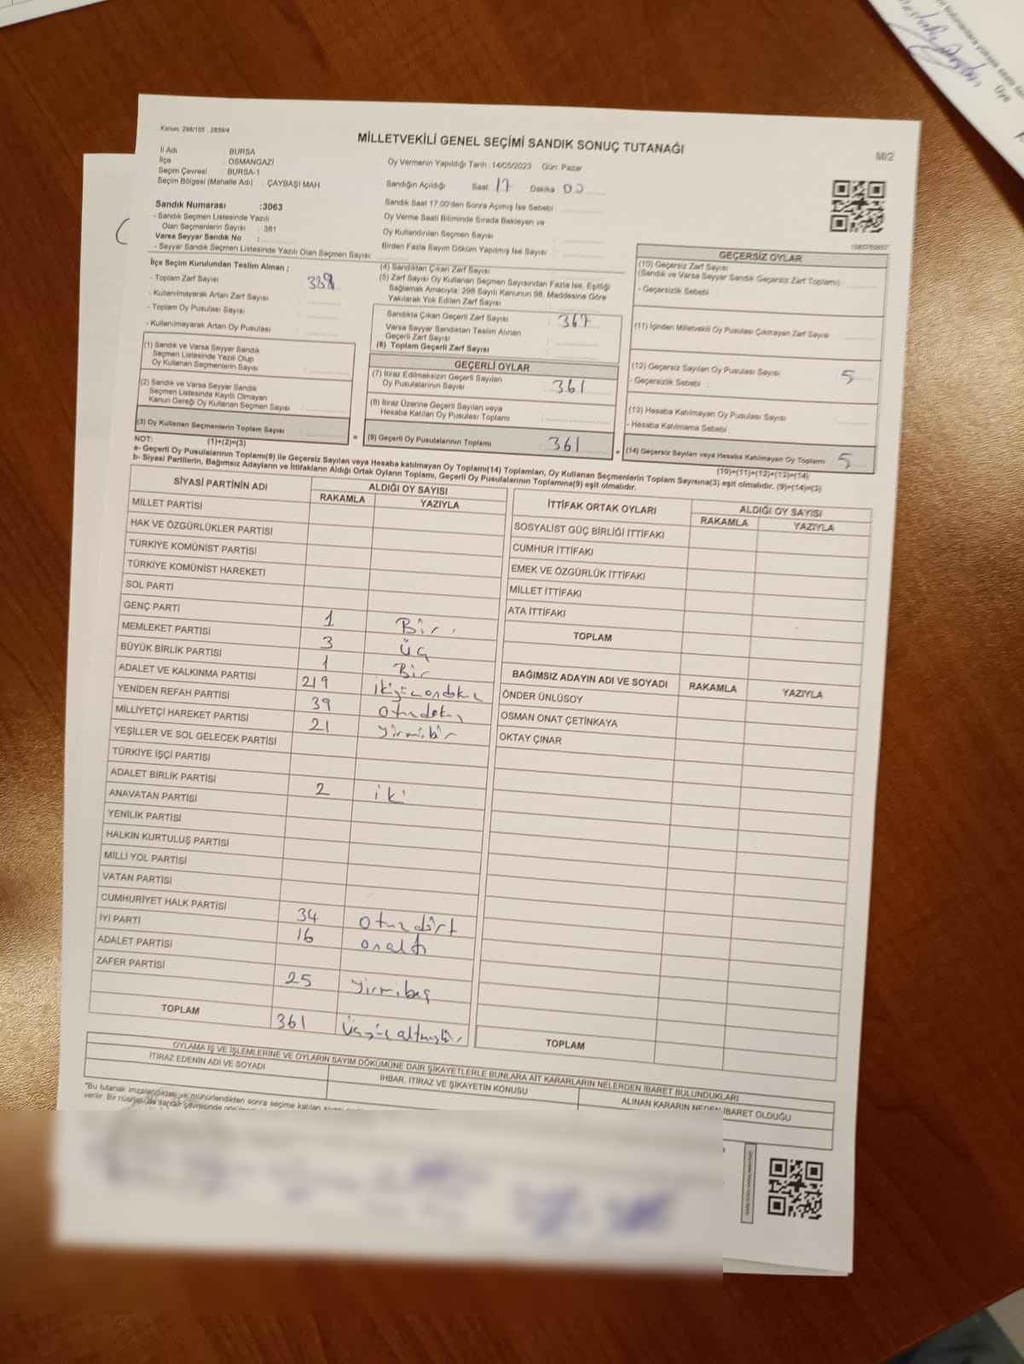 MİLLETVEKİLİ GENEL SEÇİMİ SANDIK SONUÇ TUTANAĞI
İl Adı BURSA
İlçe OSMANGAZİ
Seçim Çevresi BURSA-1
Seçim Bölgesi (Mahalle Adı) : ÇAYBAŞI MAH
Oy Vermenin Yapıldığı Tarih :14/05/2023 Gün: Pazar
Sandığın Açıldığı Saat 17 Dakika 00
Sandık Saat 17.00'den Sonra Açılmış İse Sebebi
Oy Verme Saati Bitiminde Sırada Bekleyen ve
Oy Kullandırılan Seçmen Sayısı
Birden Fazla Sayım Döküm Yapılmış İse Sayısı
Sandık Numarası :3063
- Sandık Seçmen Listesinde Yazılı
Olan Seçmenlerin Sayısı : 381
Varsa Seyyar Sandık No :
- Seyyar Sandık Seçmen Listesinde Yazılı Olan Seçmen Sayısı
İlçe Seçim Kurulundan Teslim Alınan ;
- Toplam Zarf Sayısı
- Kullanılmayarak Artan Zarf Sayısı
- Toplam Oy Pusulası
- Kullanılmayarak Artan Oy Pusulası
(1) Sandık ve Varsa Seyyar Sandık
Seçmen Listesinde Yazılı Olup
Oy Kullanan Seçmenlerin Sayısı
(2) Sandık ve Varsa Seyyar Sandık
Seçmen Listesinde Kayıtlı Olmayan
Kanun Gereği Oy Kullanan Seçmen Sayısı
(3) Oy Kullanan Seçmenlerin Toplam Sayısı
(4) Sandıktan Çıkan Zarf Sayısı
(5) Zarf Sayısı Oy Kullanan Seçmen Sayısından Fazla İse, Eşitliği
Sağlamak Amacıyla; 298 Sayılı Kanunun 98. Maddesine Göre
Yakılarak Yok Edilen Zarf Sayısı
Sandıkta Çıkan Geçerli Zarf Sayısı 367
Varsa Seyyar Sandıktan Teslim Alınan
Geçerli Zarf Sayısı
(6) Toplam Geçerli Zarf Sayısı
GEÇERLİ OYLAR
(7) İtiraz Edilmeksizin Geçerli Sayılan
Oy Pusulalarının Sayısı 361
(8) İtiraz Üzerine Geçerli Sayılan veya
Hesaba Katılan Oy Pusulası Toplamı
(9) Geçerli Oy Pusulalarının Toplamı 361
GEÇERSİZ OYLAR
(10) Geçersiz Zarf Sayısı
(Sandık ve Varsa Seyyar Sandık Geçersiz Zarf Toplamı)
- Geçersizlik Sebebi
(11) İçinden Milletvekili Oy Pusulası Çıkmayan Zarf Sayısı
(12) Geçersiz Sayılan Oy Pusulası Sayısı 5
- Geçersizlik Sebebi :
(13) Hesaba Katılmayan Oy Pusulası Sayısı
- Hesaba Katılmama Sebebi :
(14) Geçersiz Sayılan veya Hesaba Katılmayan Oy Toplamı 5
(10)+(11)+(12)+(13)=(14)
NOT: (1)+(2)=(3)
a- Geçerli Oy Pusulası Toplamı(9) ile Geçersiz Sayılan veya Hesaba katılmayan Oy Toplamı(14) Toplamları, Oy Kullanan Seçmenlerin Toplam Sayısına(3) eşit olmalıdır. (9)+(14)=(3)
b- Siyasi Partilerin, Bağımsız Adayların ve İttifakların Aldığı Ortak Oyların Toplamı, Geçerli Oy Pusulalarının Toplamına(9) eşit olmalıdır.
SİYASİ PARTİNİN ADI ALDIĞI OY SAYISI
RAKAMLA YAZIYLA
MİLLET PARTİSİ
HAK VE ÖZGÜRLÜKLER PARTİSİ
TÜRKİYE KOMÜNİST PARTİSİ
TÜRKİYE KOMÜNİST HAREKETİ
SOL PARTİ
GENÇ PARTİ 1 Bir
MEMLEKET PARTİSİ 3 üç
BÜYÜK BİRLİK PARTİSİ 1 Bir
ADALET VE KALKINMA PARTİSİ 219 ikiyüzondokuz
YENİDEN REFAH PARTİSİ 39 otuzdokuz
MİLLİYETÇİ HAREKET PARTİSİ 21 yirmibir
YEŞİLLER VE SOL GELECEK PARTİSİ
TÜRKİYE İŞÇİ PARTİSİ
ADALET BİRLİK PARTİSİ 2 iki
ANAVATAN PARTİSİ
YENİLİK PARTİSİ
HALKIN KURTULUŞ PARTİSİ
MİLLİ YOL PARTİSİ
VATAN PARTİSİ
CUMHURİYET HALK PARTİSİ 34 otuzdört
İYİ PARTİ 16 onaltı
ADALET PARTİSİ
ZAFER PARTİSİ 25 yirmibeş
TOPLAM 361 üçyüzaltmışbir
İTTİFAK ORTAK OYLARI ALDIĞI OY SAYISI
RAKAMLA YAZIYLA
SOSYALİST GÜÇ BİRLİĞİ İTTİFAKI
CUMHUR İTTİFAKI
EMEK VE ÖZGÜRLÜK İTTİFAKI
MİLLET İTTİFAKI
ATA İTTİFAKI
TOPLAM
BAĞIMSIZ ADAYIN ADI VE SOYADI RAKAMLA YAZIYLA
ÖNDER ÜNLÜSOY
OSMAN ONAT ÇETİNKAYA
OKTAY ÇINAR
TOPLAM
OYLAMA İŞ VE İŞLEMLERİNE VE OYLARIN SAYIM DÖKÜMÜNE DAİR ŞİKAYETLERLE BUNLARA AİT KARARLARIN NELERDEN İBARET BULUNDUKLARI
İTİRAZ EDENİN ADI VE SOYADI
İHBAR, İTİRAZ VE ŞİKAYETİN KONUSU
ALINAN KARARIN NEDEN İBARET OLDUĞU